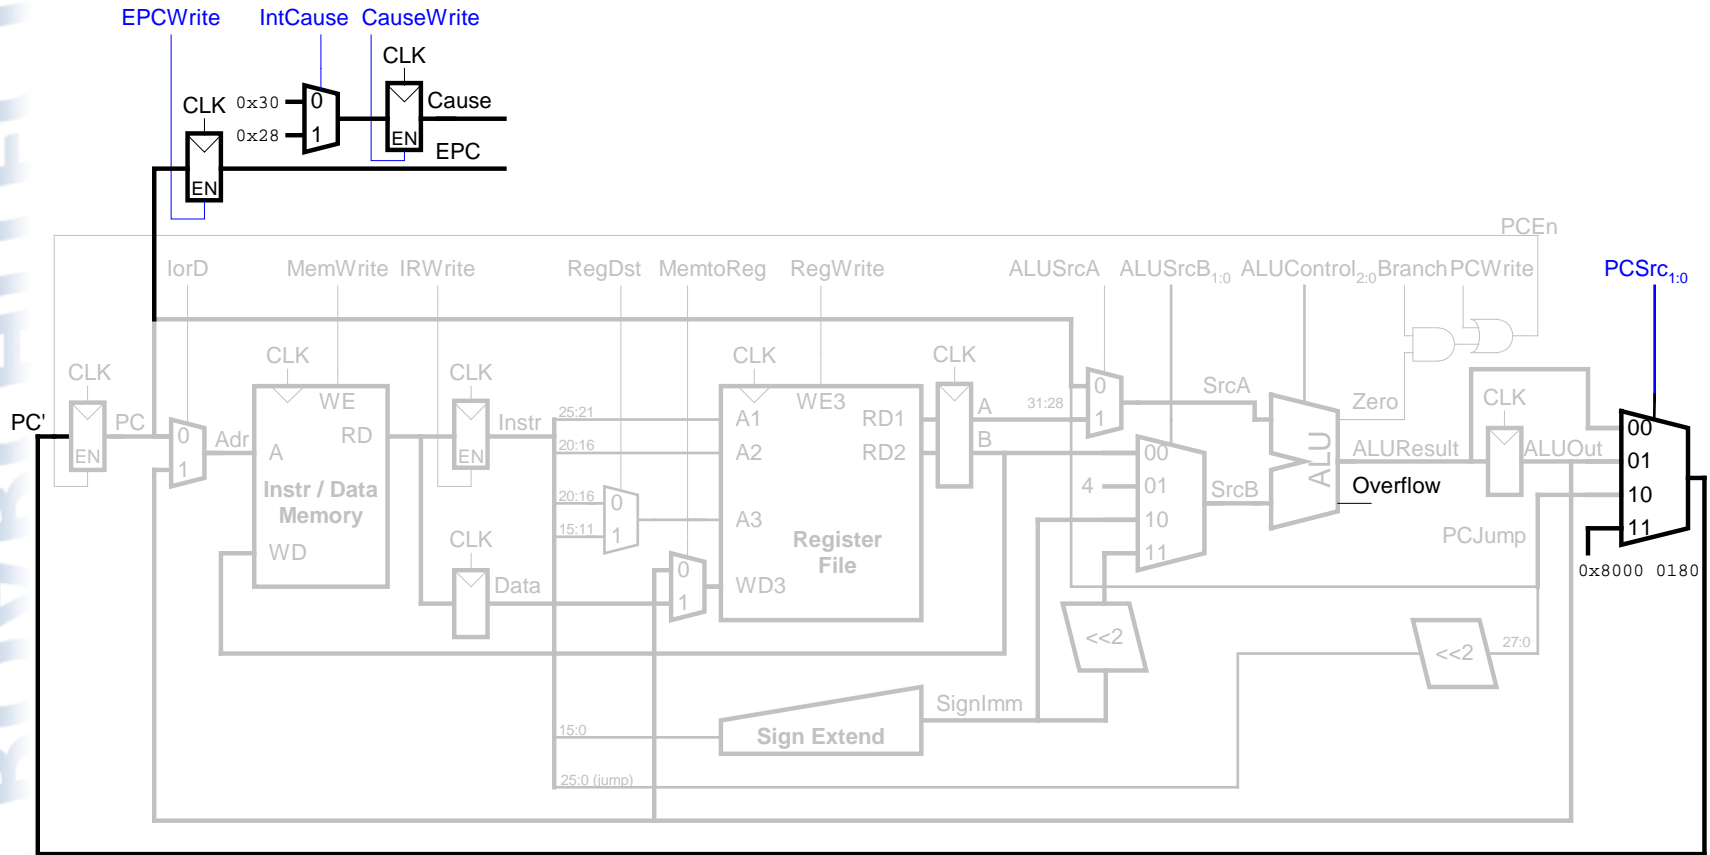 EPCWrite IntCause CauseWrite
CLK
CLK 0x30 0 Cause
0x28 1 EN
EPC
EN
PCEn
IorD MemWrite IRWrite RegDst MemtoReg RegWrite ALUSrcA ALUSrcB1:0 ALUControl2:0 Branch PCWrite PCSrc1:0
CLK CLK CLK CLK CLK
PC' PC 0 Adr WE Instr 25:21 A1 WE3 RD1 A 31:28 0 SrcA Zero CLK 00
EN 1 A RD EN 20:16 A2 RD2 B 1 00 ALU ALUResult ALUOut 01
Instr / Data 20:16 0 4 01 SrcB Overflow 10
Memory 15:11 1 A3 10 PCJump 11
WD CLK Register 11 0x8000 0180
File
Data 0 WD3
1
<<2 <<2 27:0
SignImm
15:0 Sign Extend
25:0 (jump)